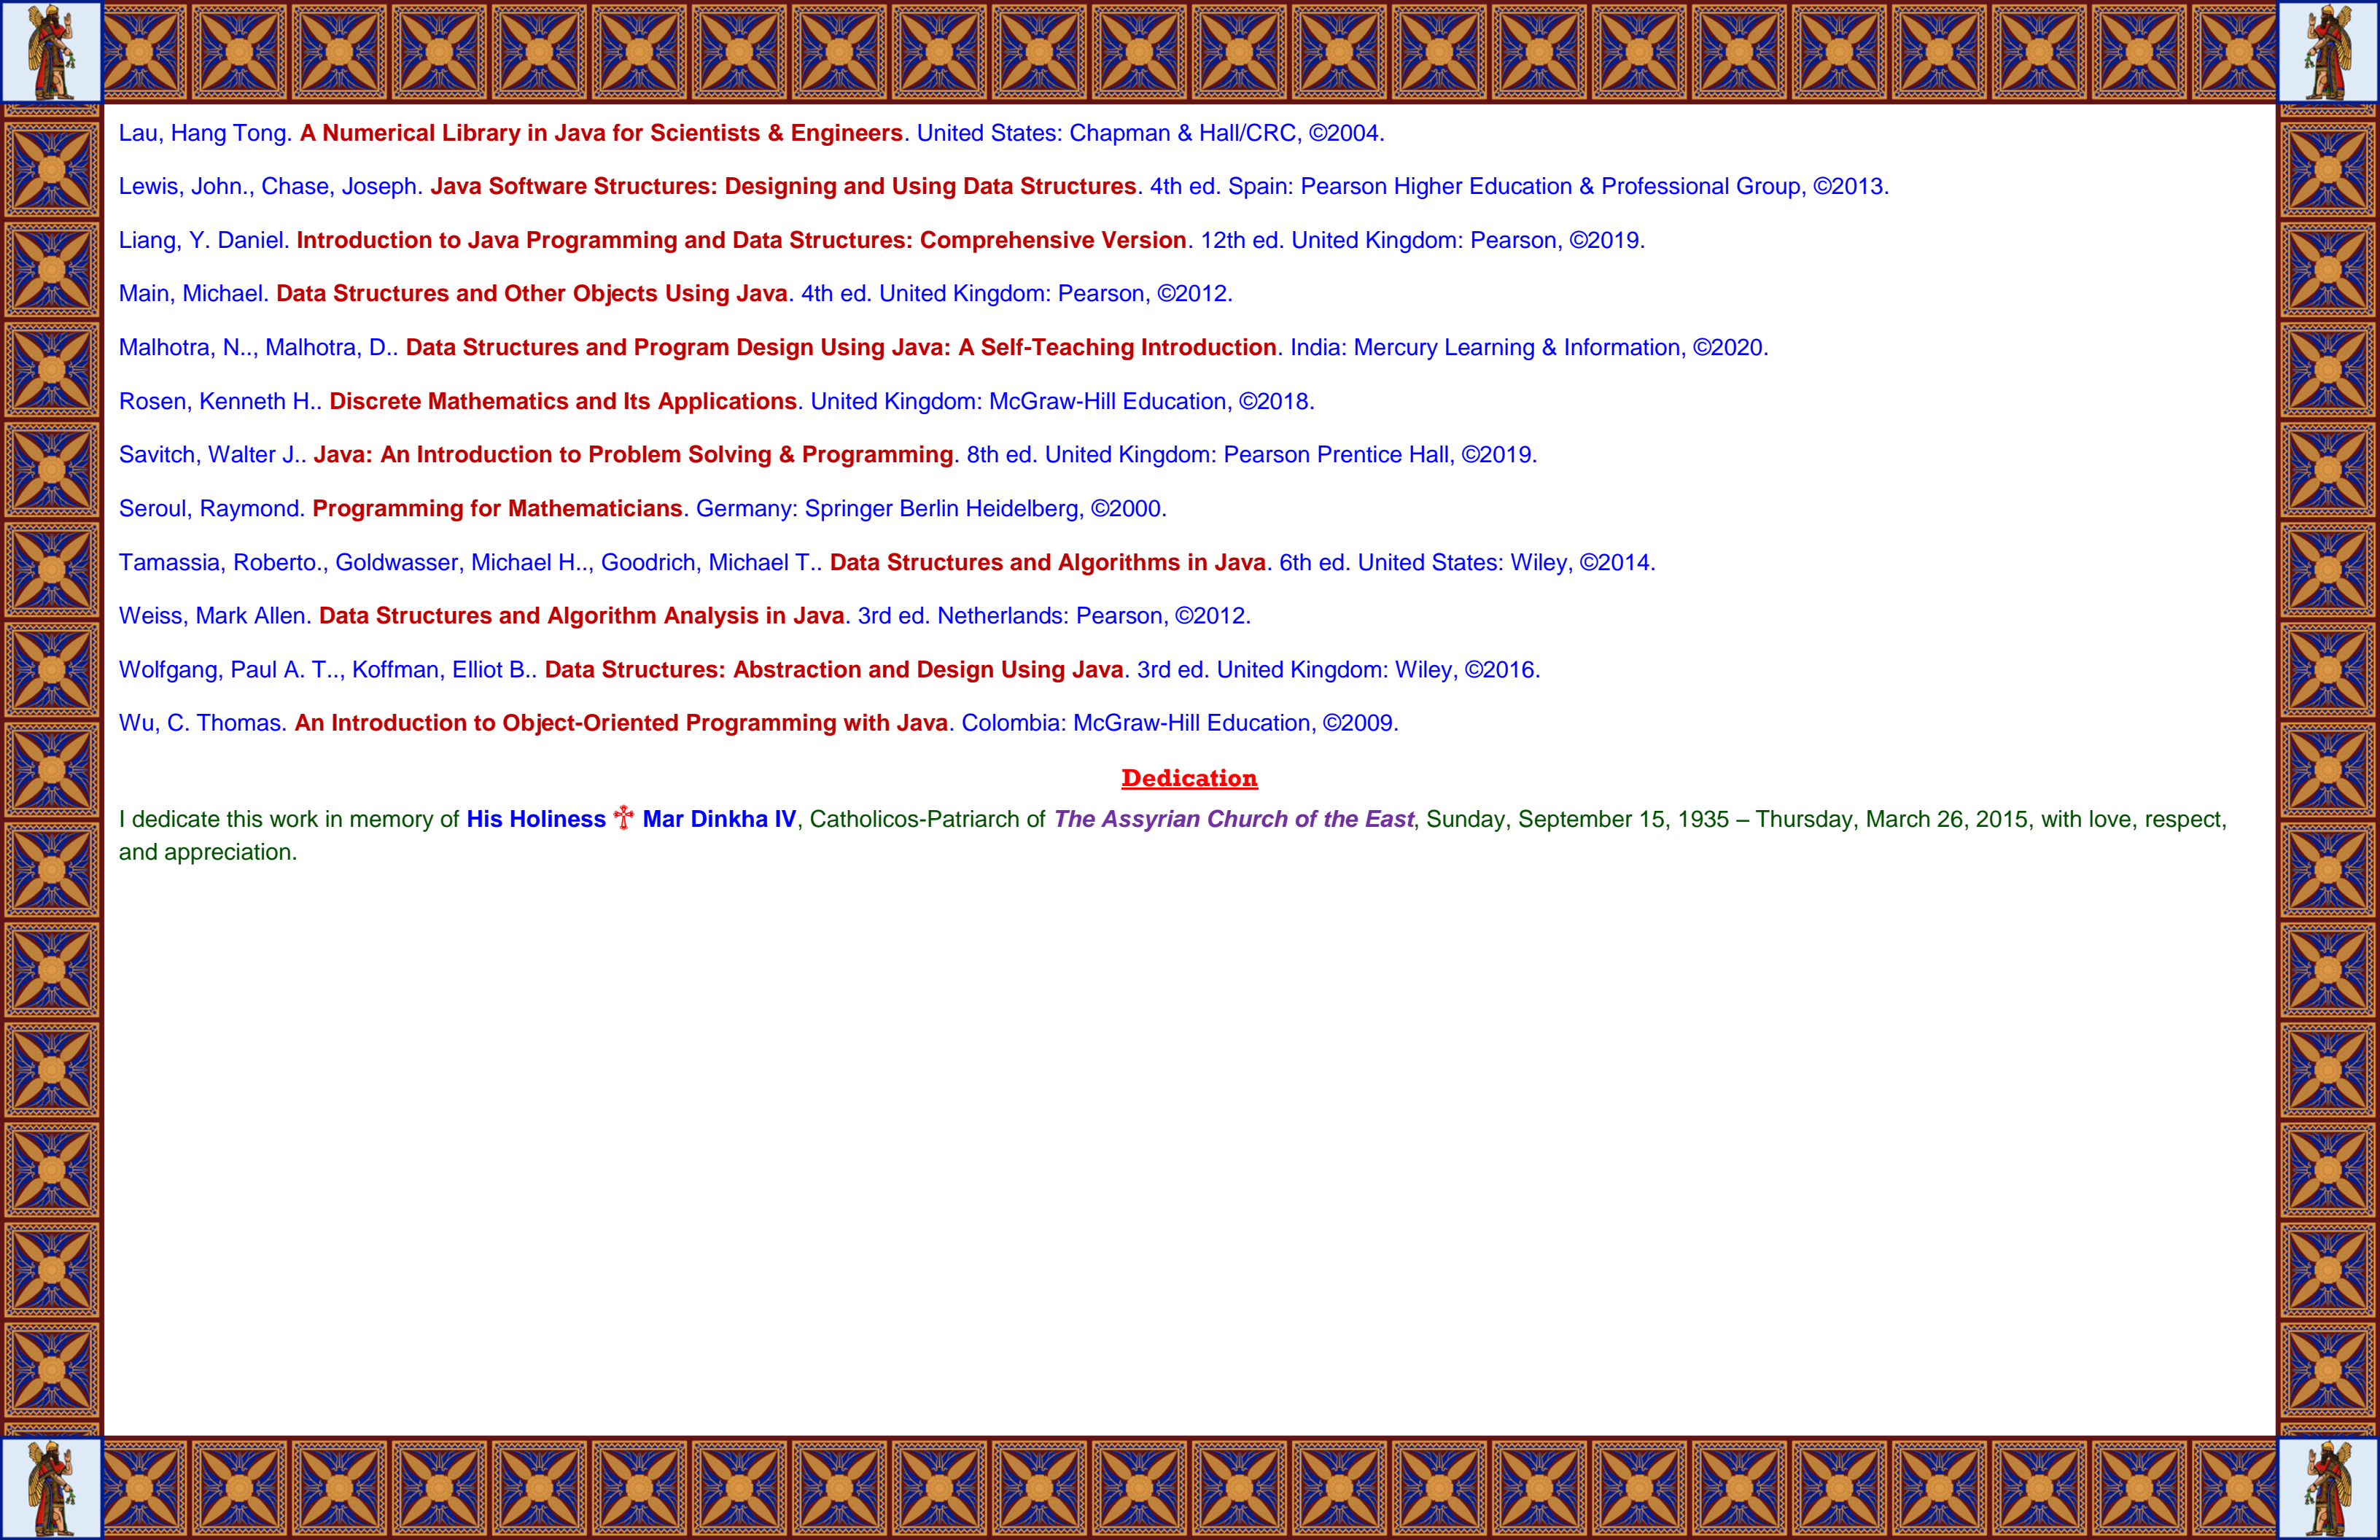 Lau, Hang Tong. A Numerical Library in Java for Scientists & Engineers. United States: Chapman & Hall/CRC, ©2004.
Lewis, John., Chase, Joseph. Java Software Structures: Designing and Using Data Structures. 4th ed. Spain: Pearson Higher Education & Professional Group, ©2013.
Liang, Y. Daniel. Introduction to Java Programming and Data Structures: Comprehensive Version. 12th ed. United Kingdom: Pearson, ©2019.
Main, Michael. Data Structures and Other Objects Using Java. 4th ed. United Kingdom: Pearson, ©2012.
Malhotra, N.., Malhotra, D.. Data Structures and Program Design Using Java: A Self-Teaching Introduction. India: Mercury Learning & Information, ©2020.
Rosen, Kenneth H.. Discrete Mathematics and Its Applications. United Kingdom: McGraw-Hill Education, ©2018.
Savitch, Walter J.. Java: An Introduction to Problem Solving & Programming. 8th ed. United Kingdom: Pearson Prentice Hall, ©2019.
Seroul, Raymond. Programming for Mathematicians. Germany: Springer Berlin Heidelberg, ©2000.
Tamassia, Roberto., Goldwasser, Michael H.., Goodrich, Michael T.. Data Structures and Algorithms in Java. 6th ed. United States: Wiley, ©2014.
Weiss, Mark Allen. Data Structures and Algorithm Analysis in Java. 3rd ed. Netherlands: Pearson, ©2012.
Wolfgang, Paul A. T.., Koffman, Elliot B.. Data Structures: Abstraction and Design Using Java. 3rd ed. United Kingdom: Wiley, ©2016.
Wu, C. Thomas. An Introduction to Object-Oriented Programming with Java. Colombia: McGraw-Hill Education, ©2009.
Dedication
I dedicate this work in memory of His Holiness ✞ Mar Dinkha IV, Catholicos-Patriarch of The Assyrian Church of the East, Sunday, September 15, 1935 – Thursday, March 26, 2015, with love, respect,
and appreciation.